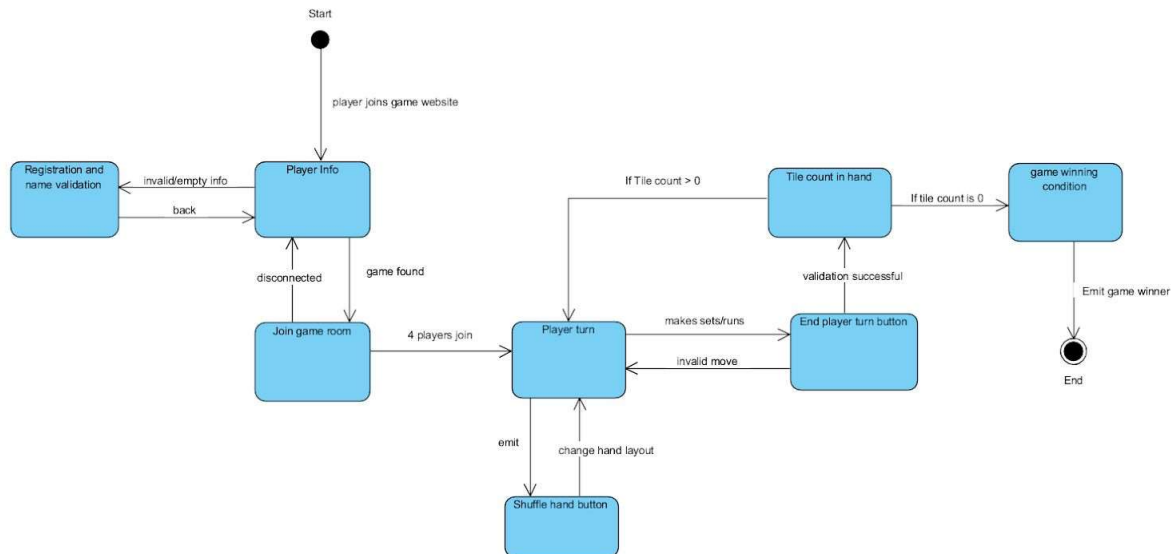 Start
player joins game website
Registration and
name validation
invalid/empty info
Player Info
back
If Tile count > 0
Tile count in hand
If tile count is 0
game winning
condition
disconnected
game found
validation successful
Emit game winner
Join game room
4 players join
Player turn
makes sets/runs
End player turn button
invalid move
End
emit
change hand layout
Shuffle hand button